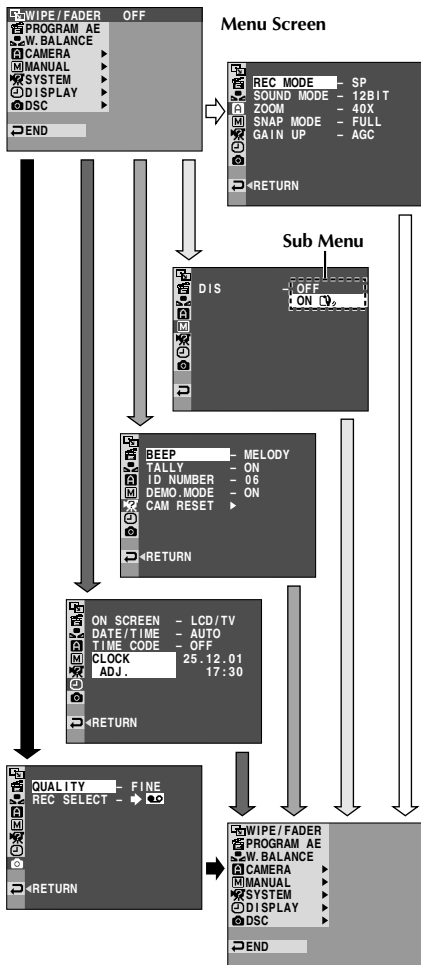 WIPE/FADER OFF
PROGRAM AE
W. BALANCE
CAMERA
MANUAL
SYSTEM
DISPLAY
DSC
END
Menu Screen
REC MODE – SP
SOUND MODE – 12BIT
ZOOM – 40X
SNAP MODE – FULL
GAIN UP – AGC
RETURN
Sub Menu
DIS – OFF
ON
BEEP – MELODY
TALLY – ON
ID NUMBER – 06
DEMO.MODE – ON
CAM RESET
RETURN
ON SCREEN – LCD/TV
DATE/TIME – AUTO
TIME CODE – OFF
CLOCK 25.12.01
ADJ. 17:30
RETURN
QUALITY – FINE
REC SELECT –
RETURN
WIPE/FADER
PROGRAM AE
W. BALANCE
CAMERA
MANUAL
SYSTEM
DISPLAY
DSC
END